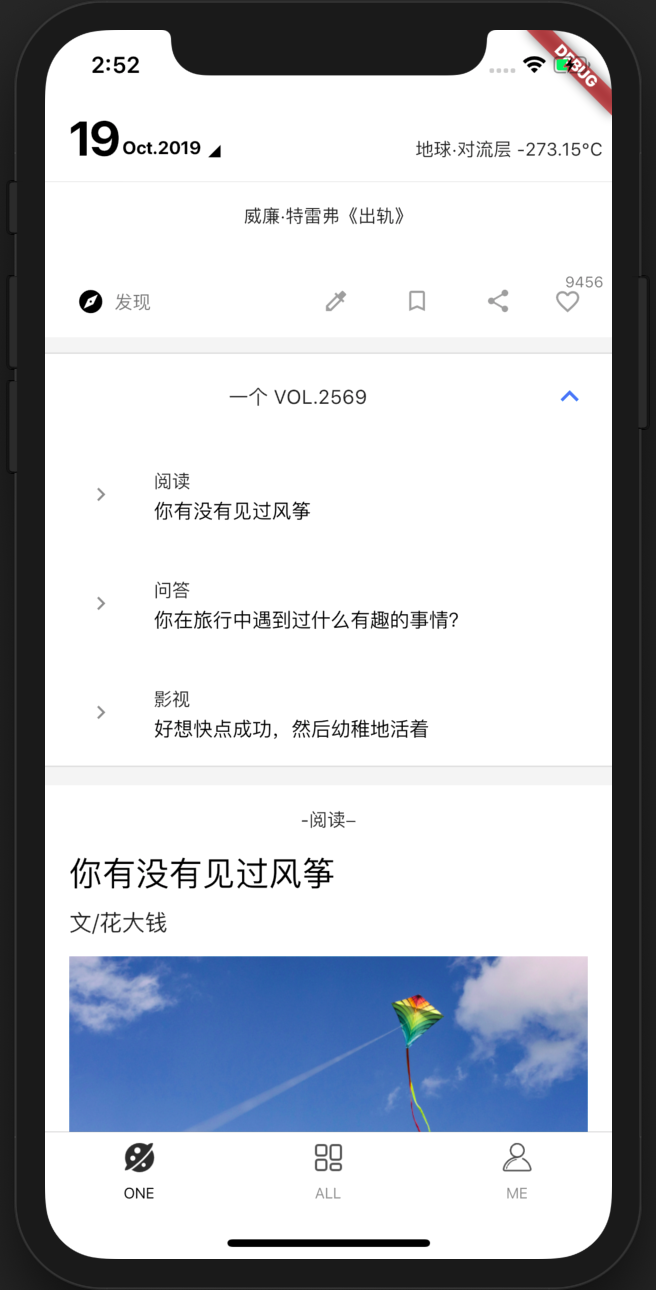 2:52
DEBUG
19 Oct.2019
地球·对流层 -273.15°C
威廉·特雷弗《出轨》
发现
9456
一个 VOL.2569
阅读
你有没有见过风筝
问答
你在旅行中遇到过什么有趣的事情?
影视
好想快点成功，然后幼稚地活着
-阅读–
你有没有见过风筝
文/花大钱
ONE
ALL
ME